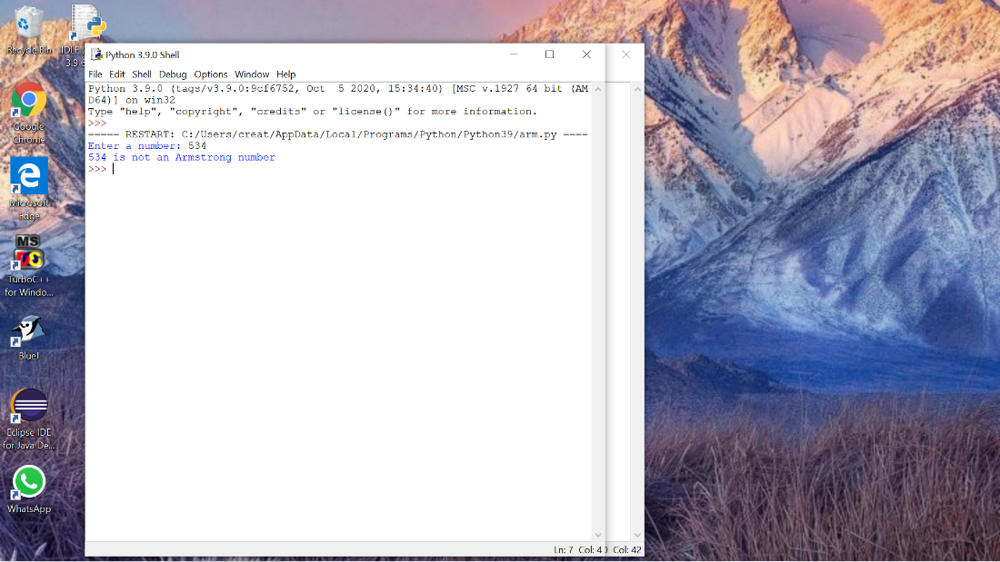 Recycle Bin
IDLE
3.9 6
Google
Chrome
Microsoft
Edge
MS
TurboC++
for Windo...
BlueJ
Eclipse IDE
for Java De...
WhatsApp
Python 3.9.0 Shell
File Edit Shell Debug Options Window Help
Python 3.9.0 (tags/v3.9.0:9cf6752, Oct  5 2020, 15:34:40) [MSC v.1927 64 bit (AM
D64)] on win32
Type "help", "copyright", "credits" or "license()" for more information.
>>>
===== RESTART: C:/Users/creat/AppData/Local/Programs/Python/Python39/arm.py ====
Enter a number: 534
534 is not an Armstrong number
>>>
Ln: 7 Col: 4
Col: 42